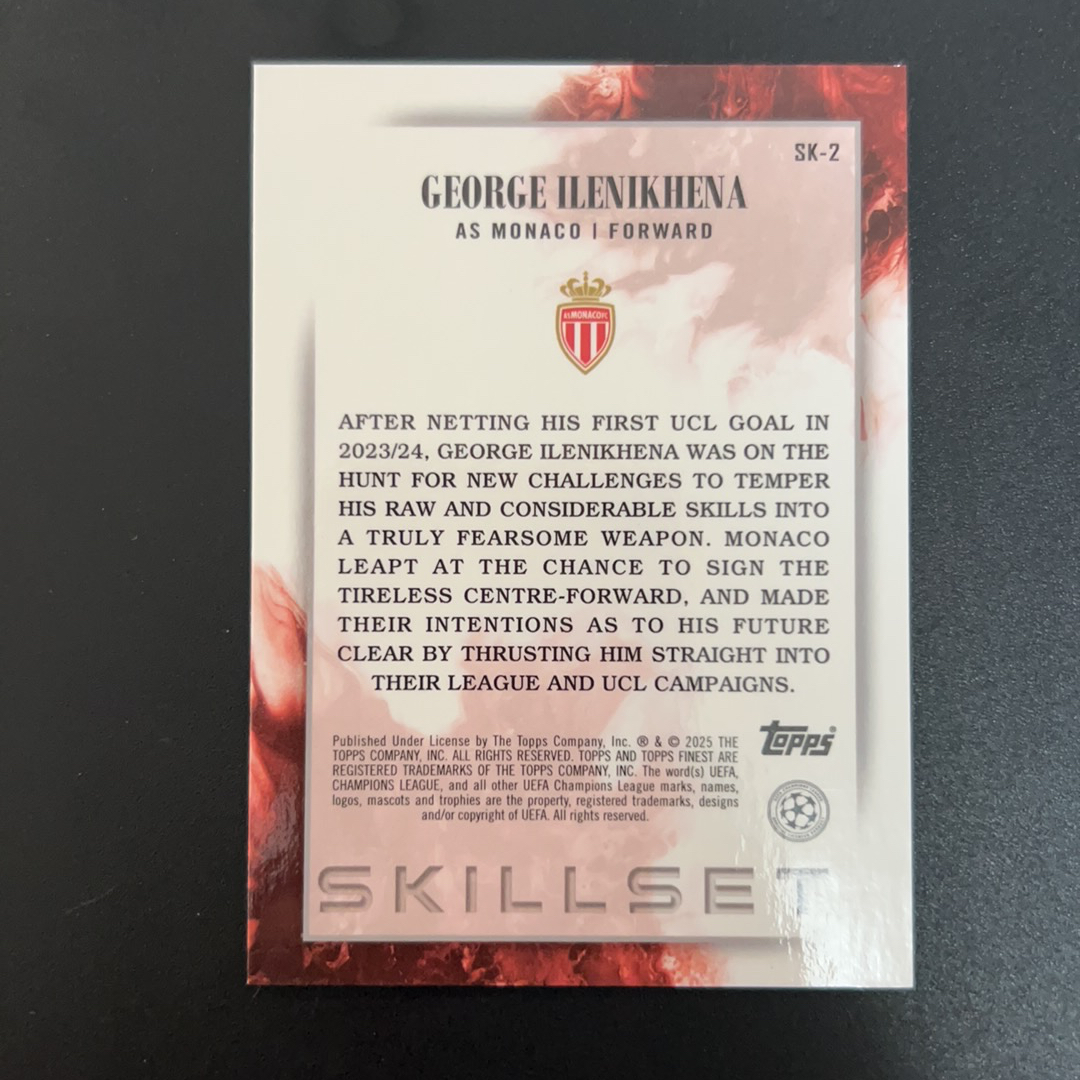 SK-2
GEORGE ILENIKHENA
AS MONACO | FORWARD
AS MONACO FC
AFTER NETTING HIS FIRST UCL GOAL IN
2023/24, GEORGE ILENIKHENA WAS ON THE
HUNT FOR NEW CHALLENGES TO TEMPER
HIS RAW AND CONSIDERABLE SKILLS INTO
A TRULY FEARSOME WEAPON. MONACO
LEAPT AT THE CHANCE TO SIGN THE
TIRELESS CENTRE-FORWARD, AND MADE
THEIR INTENTIONS AS TO HIS FUTURE
CLEAR BY THRUSTING HIM STRAIGHT INTO
THEIR LEAGUE AND UCL CAMPAIGNS.
Published Under License by The Topps Company, Inc. ® & © 2025 THE
TOPPS COMPANY, INC. ALL RIGHTS RESERVED. TOPPS AND TOPPS FINEST ARE
REGISTERED TRADEMARKS OF THE TOPPS COMPANY, INC. The word(s) UEFA,
CHAMPIONS LEAGUE, and all other UEFA Champions League marks, names,
logos, mascots and trophies are the property, registered trademarks, designs
and/or copyright of UEFA. All rights reserved.
topps®
SKILLSET